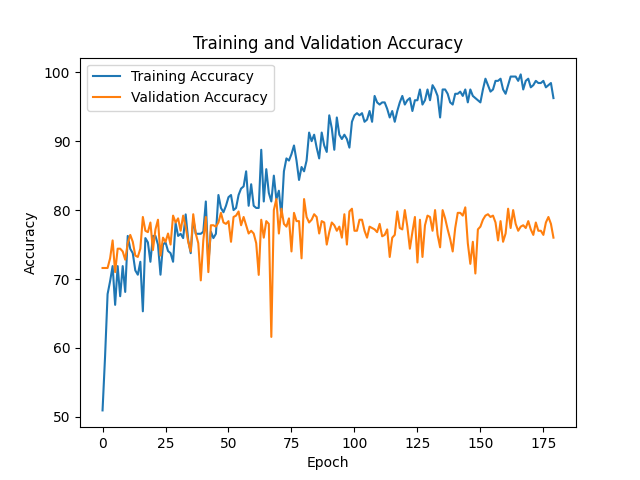 Training and Validation Accuracy
Training Accuracy
Validation Accuracy
100
90
80
70
60
50
Accuracy
0 25 50 75 100 125 150 175
Epoch